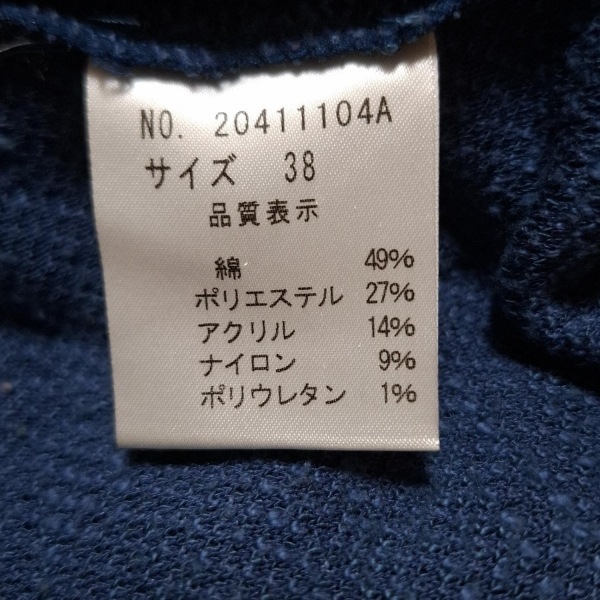 NO. 20411104A
サイズ 38
品質表示
綿 49%
ポリエステル 27%
アクリル 14%
ナイロン 9%
ポリウレタン 1%